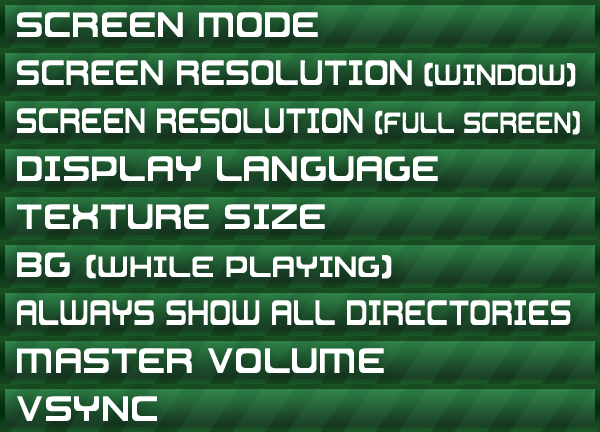 SCREEN MODE
SCREEN RESOLUTION (WINDOW)
SCREEN RESOLUTION (FULL SCREEN)
DISPLAY LANGUAGE
TEXTURE SIZE
BG (WHILE PLAYING)
ALWAYS SHOW ALL DIRECTORIES
MASTER VOLUME
VSYNC